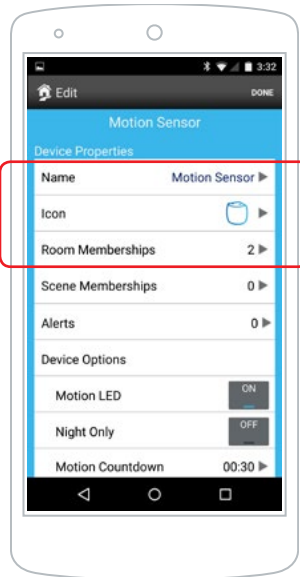 3:32
Edit DONE
Motion Sensor
Device Properties
Name Motion Sensor
Icon
Room Memberships 2
Scene Memberships 0
Alerts 0
Device Options
Motion LED ON
Night Only OFF
Motion Countdown 00:30